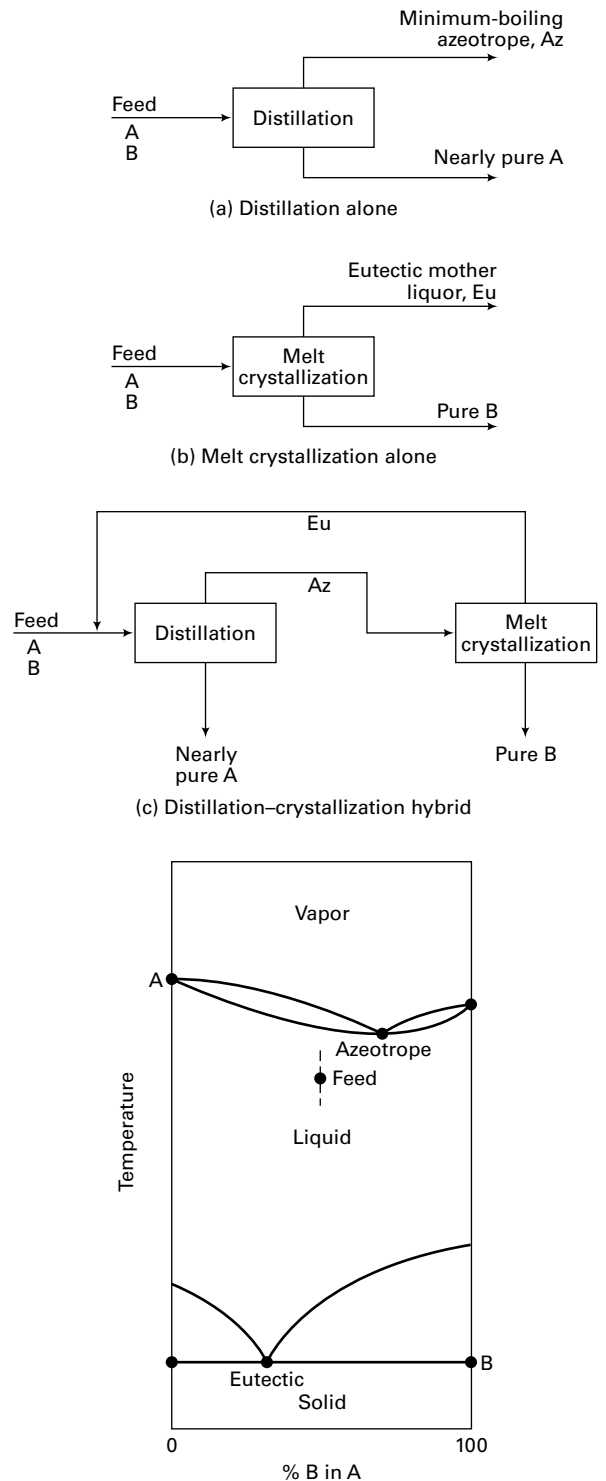 Minimum-boiling
azeotrope, Az
Feed
A
B
Distillation
Nearly pure A
(a) Distillation alone
Eutectic mother
liquor, Eu
Feed
A
B
Melt
crystallization
Pure B
(b) Melt crystallization alone
Eu
Az
Feed
A
B
Distillation
Melt
crystallization
Nearly
pure A
Pure B
(c) Distillation–crystallization hybrid
Vapor
A
Azeotrope
Feed
Liquid
Temperature
B
Eutectic
Solid
0
100
% B in A